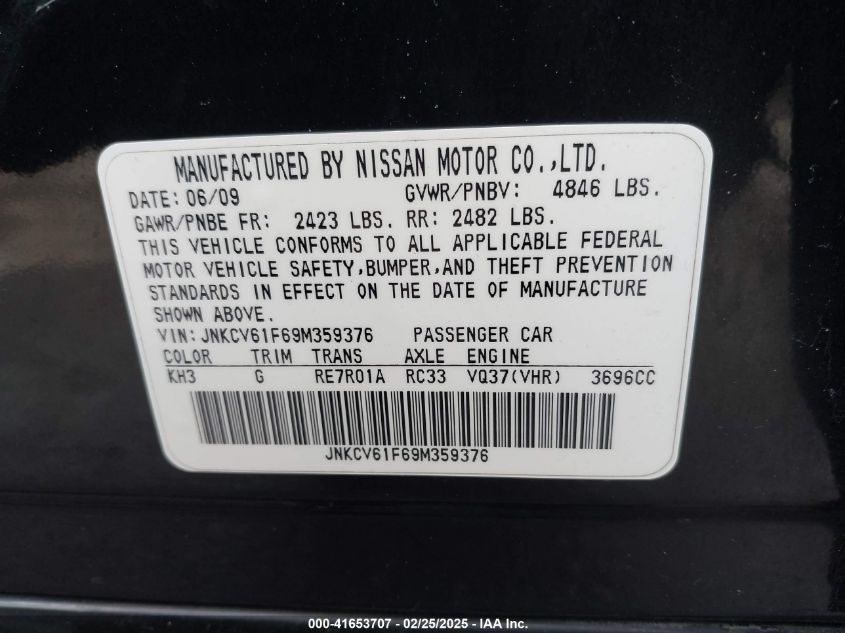 MANUFACTURED BY NISSAN MOTOR CO.,LTD.
DATE: 06/09 GVWR/PNBV: 4846 LBS.
GAWR/PNBE FR: 2423 LBS. RR: 2482 LBS.
THIS VEHICLE CONFORMS TO ALL APPLICABLE FEDERAL
MOTOR VEHICLE SAFETY,BUMPER,AND THEFT PREVENTION
STANDARDS IN EFFECT ON THE DATE OF MANUFACTURE
SHOWN ABOVE.
VIN:JNKCV61F69M359376 PASSENGER CAR
COLOR TRIM TRANS AXLE ENGINE
KH3 G RE7R01A RC33 VQ37(VHR) 3696CC
JNKCV61F69M359376
000-41653707 - 02/25/2025 - IAA Inc.